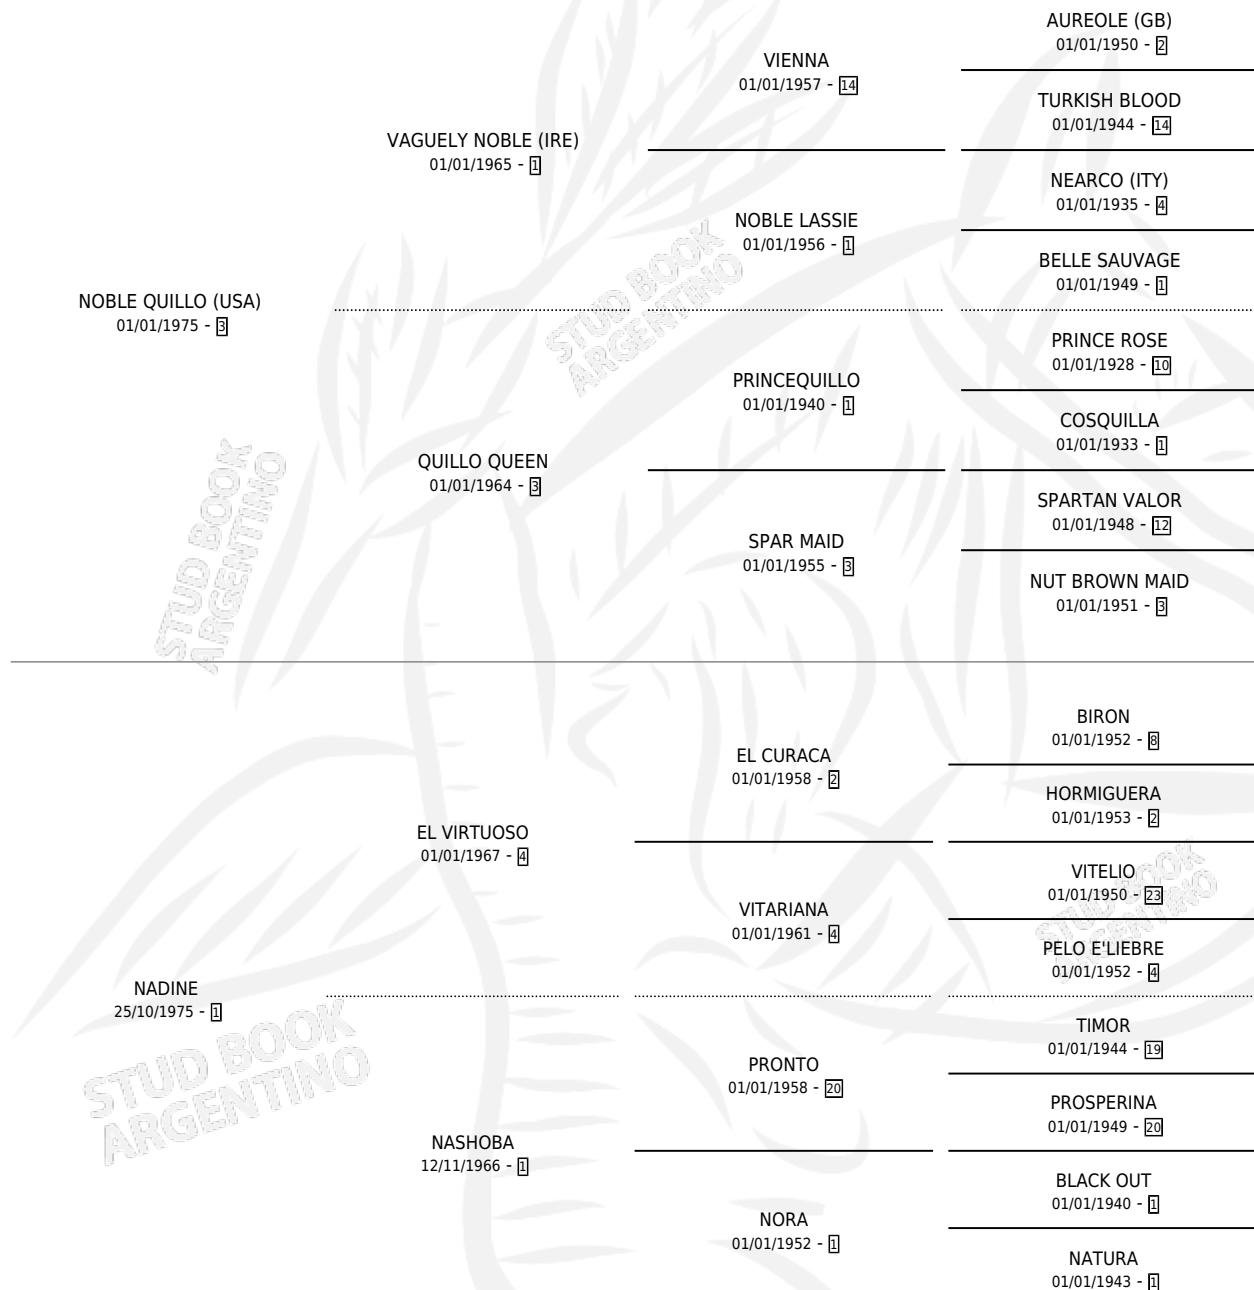 AUREOLE (GB)
01/01/1950 - 2
VIENNA
01/01/1957 - 14
TURKISH BLOOD
01/01/1944 - 14
VAGUELY NOBLE (IRE)
01/01/1965 - 1
NEARCO (ITY)
01/01/1935 - 4
NOBLE LASSIE
01/01/1956 - 1
BELLE SAUVAGE
01/01/1949 - 1
NOBLE QUILLO (USA)
01/01/1975 - 3
PRINCE ROSE
01/01/1928 - 10
PRINCEQUILLO
01/01/1940 - 1
COSQUILLA
01/01/1933 - 1
QUILLO QUEEN
01/01/1964 - 3
SPARTAN VALOR
01/01/1948 - 12
SPAR MAID
01/01/1955 - 3
NUT BROWN MAID
01/01/1951 - 3
BIRON
01/01/1952 - 8
EL CURACA
01/01/1958 - 2
HORMIGUERA
01/01/1953 - 2
EL VIRTUOSO
01/01/1967 - 4
VITELIO
01/01/1950 - 23
VITARIANA
01/01/1961 - 4
PELO E'LIEBRE
01/01/1952 - 4
NADINE
25/10/1975 - 1
TIMOR
01/01/1944 - 19
PRONTO
01/01/1958 - 20
PROSPERINA
01/01/1949 - 20
NASHOBA
12/11/1966 - 1
BLACK OUT
01/01/1940 - 1
NORA
01/01/1952 - 1
NATURA
01/01/1943 - 1
STUD BOOK
ARGENTINO
STUD BOOK
ARGENTINO
STUD BOOK
ARGENTINO
STUD BOOK
ARGENTINO